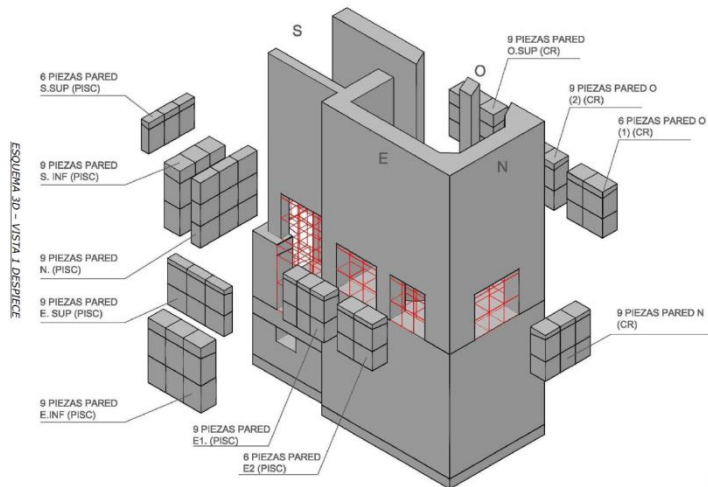 S
9 PIEZAS PARED
O.SUP (CR)
6 PIEZAS PARED
S.SUP (PISC)
O
9 PIEZAS PARED O
(2) (CR)
6 PIEZAS PARED O
(1) (CR)
E
N
ESQUEMA 3D - VISTA 1 DESPIECE
9 PIEZAS PARED
S. INF (PISC)
9 PIEZAS PARED
N. (PISC)
9 PIEZAS PARED
E. SUP (PISC)
9 PIEZAS PARED N
(CR)
9 PIEZAS PARED
E.INF (PISC)
9 PIEZAS PARED
E1. (PISC)
6 PIEZAS PARED
E2 (PISC)